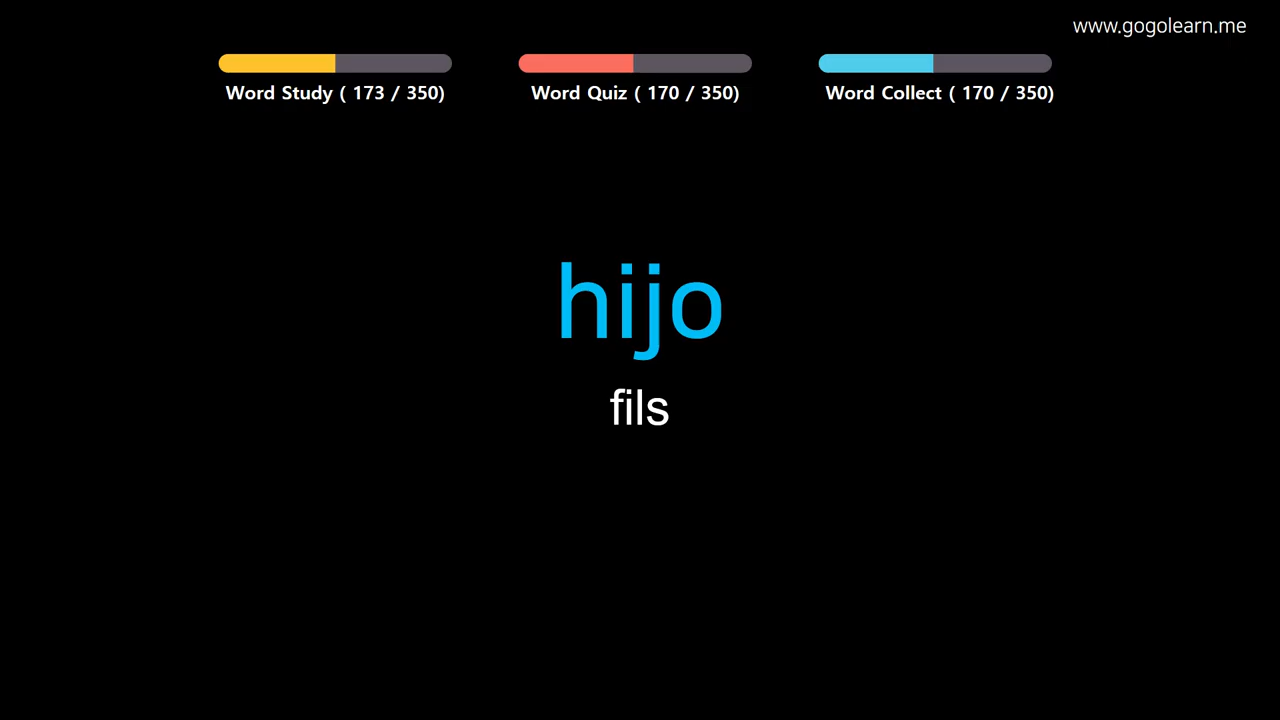 www.gogolearn.me
Word Study ( 173 / 350)
Word Quiz ( 170 / 350)
Word Collect ( 170 / 350)
hijo
fils